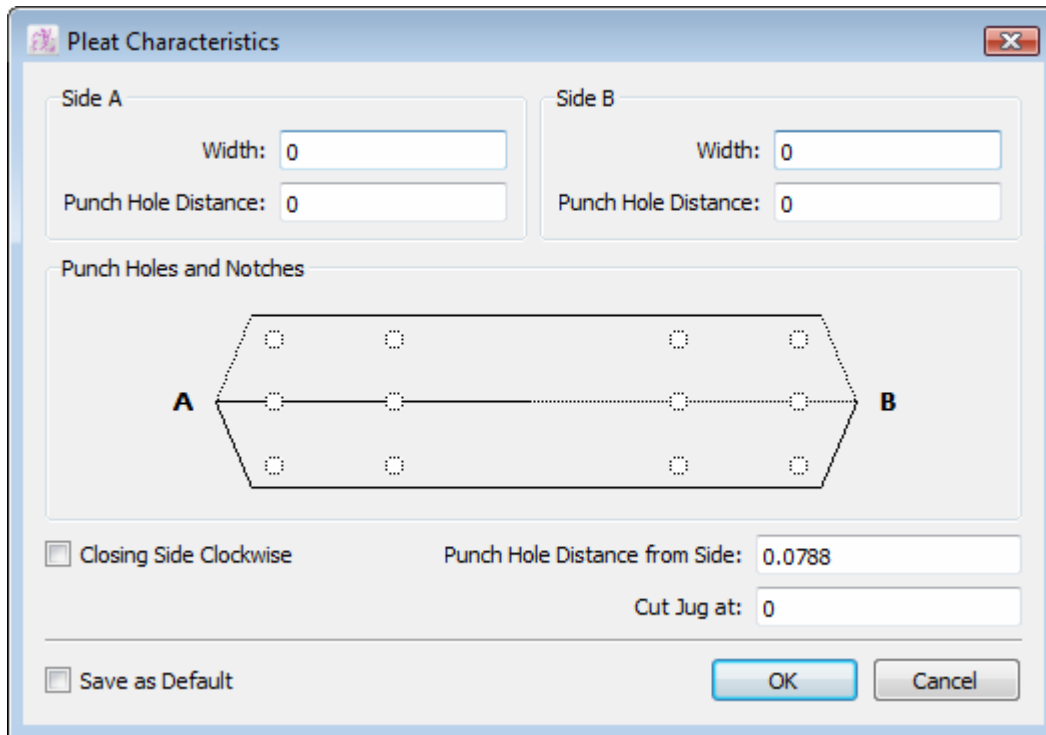 Pleat Characteristics
Side A
Width: 0
Punch Hole Distance: 0
Side B
Width: 0
Punch Hole Distance: 0
Punch Holes and Notches
A B
Closing Side Clockwise
Punch Hole Distance from Side: 0.0788
Cut Jug at: 0
Save as Default
OK Cancel